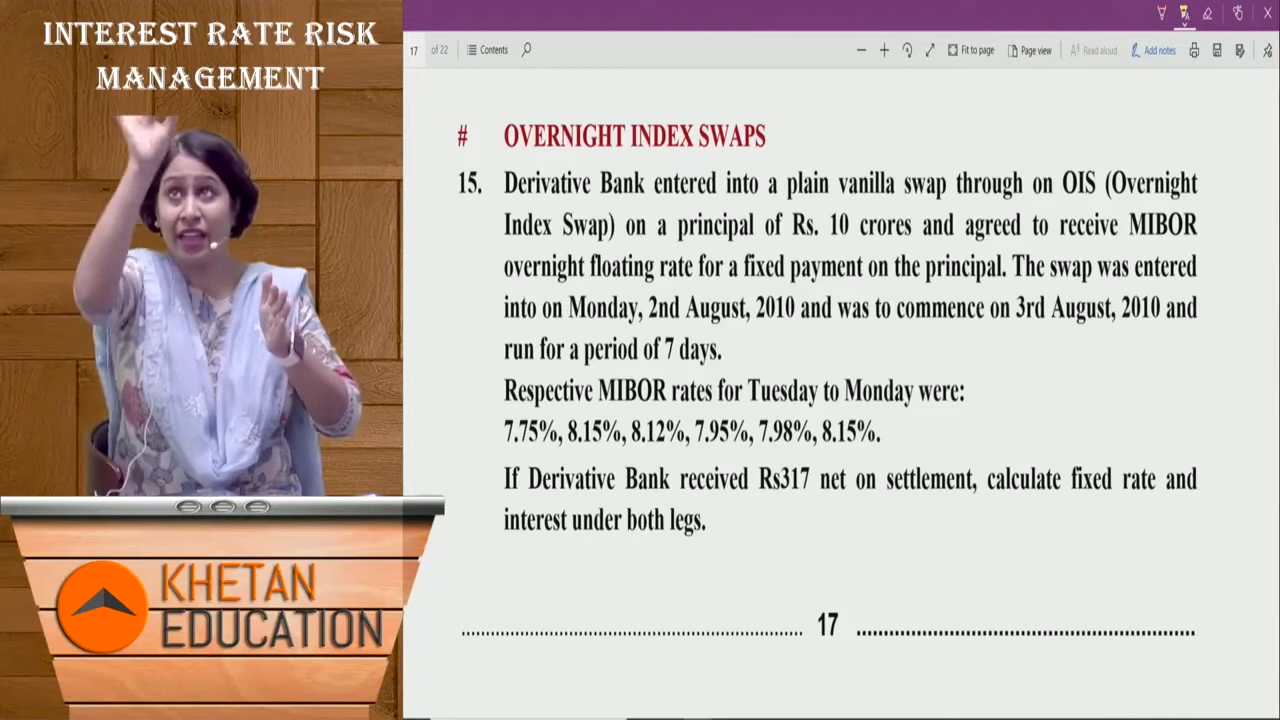 INTEREST RATE RISK
MANAGEMENT
17 of 22 Contents Fit to page Page view Read aloud Add notes
# OVERNIGHT INDEX SWAPS
15. Derivative Bank entered into a plain vanilla swap through on OIS (Overnight
Index Swap) on a principal of Rs. 10 crores and agreed to receive MIBOR
overnight floating rate for a fixed payment on the principal. The swap was entered
into on Monday, 2nd August, 2010 and was to commence on 3rd August, 2010 and
run for a period of 7 days.
Respective MIBOR rates for Tuesday to Monday were:
7.75%, 8.15%, 8.12%, 7.95%, 7.98%, 8.15%.
If Derivative Bank received Rs317 net on settlement, calculate fixed rate and
interest under both legs.
17
KHETAN
EDUCATION